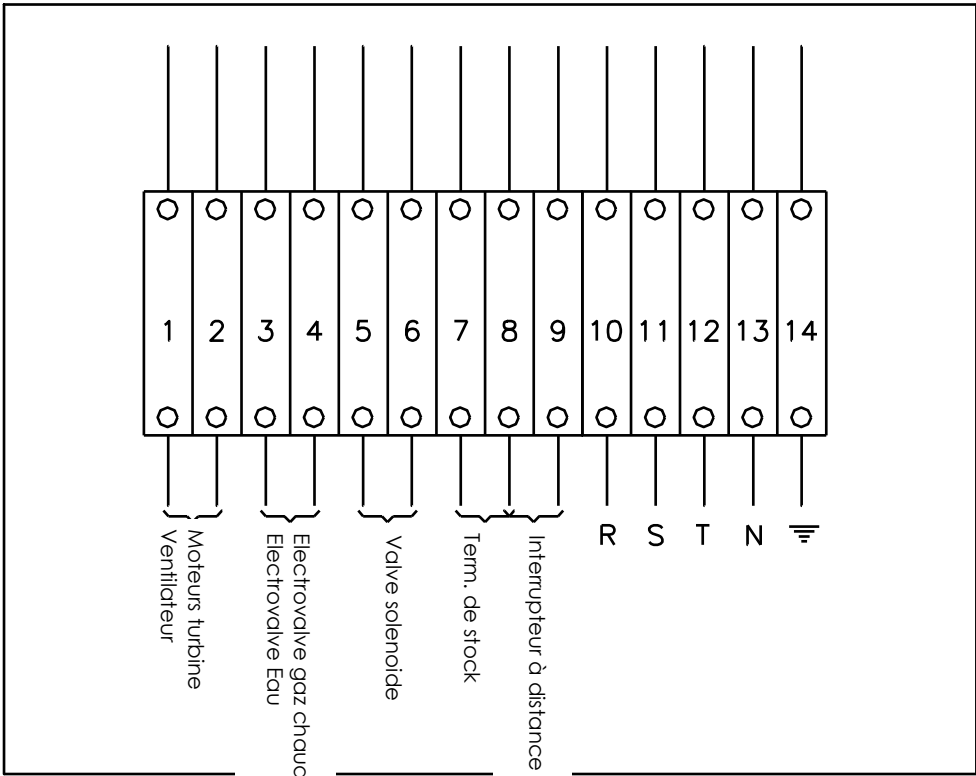 1 2 3 4 5 6 7 8 9 10 11 12 13 14
R S T N
Moteurs turbine
Ventilateur
Electrovalve gaz chauc
Electrovalve Eau
Valve solenoide
Term. de stock
Interrupteur à distance